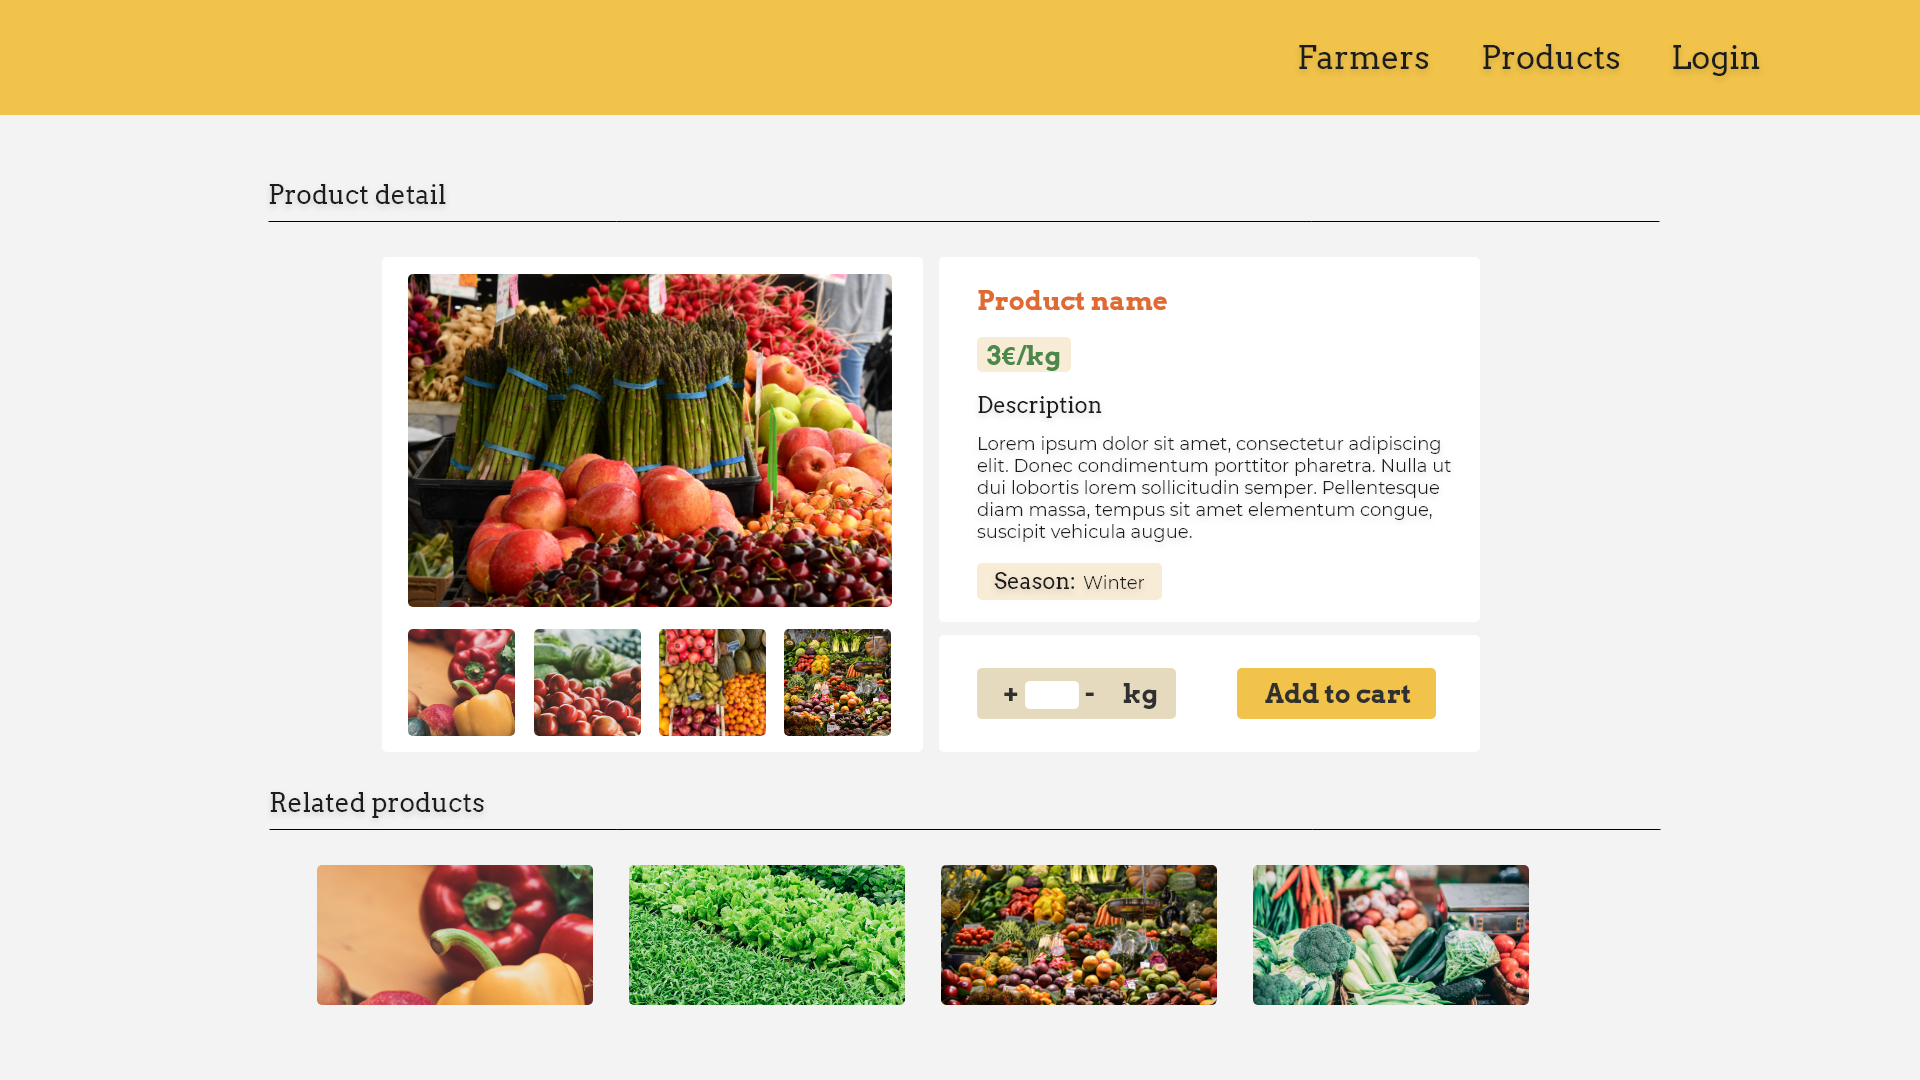 Farmers Products Login
Product detail
Product name
3€/kg
Description
Lorem ipsum dolor sit amet, consectetur adipiscing
elit. Donec condimentum porttitor pharetra. Nulla ut
dui lobortis lorem sollicitudin semper. Pellentesque
diam massa, tempus sit amet elementum congue,
suscipit vehicula augue.
Season: Winter
+ - kg
Add to cart
Related products